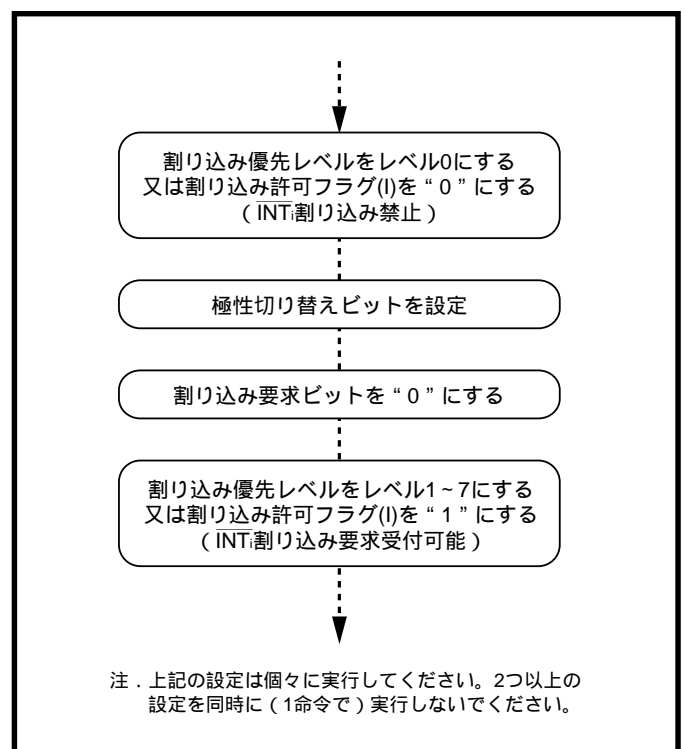 割り込み優先レベルをレベル0にする
又は割り込み許可フラグ(I)を“0”にする
（INTi割り込み禁止）
極性切り替えビットを設定
割り込み要求ビットを“0”にする
割り込み優先レベルをレベル1~7にする
又は割り込み許可フラグ(I)を“1”にする
（INTi割り込み要求受付可能）
注．上記の設定は個々に実行してください。2つ以上の
設定を同時に（1命令で）実行しないでください。